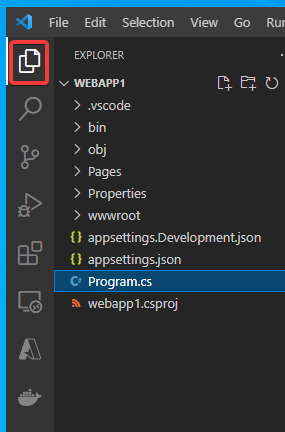 File Edit Selection View Go Ru
EXPLORER
WEBAPP1
.vscode
bin
obj
Pages
Properties
wwwroot
appsettings.Development.json
appsettings.json
Program.cs
webapp1.csproj